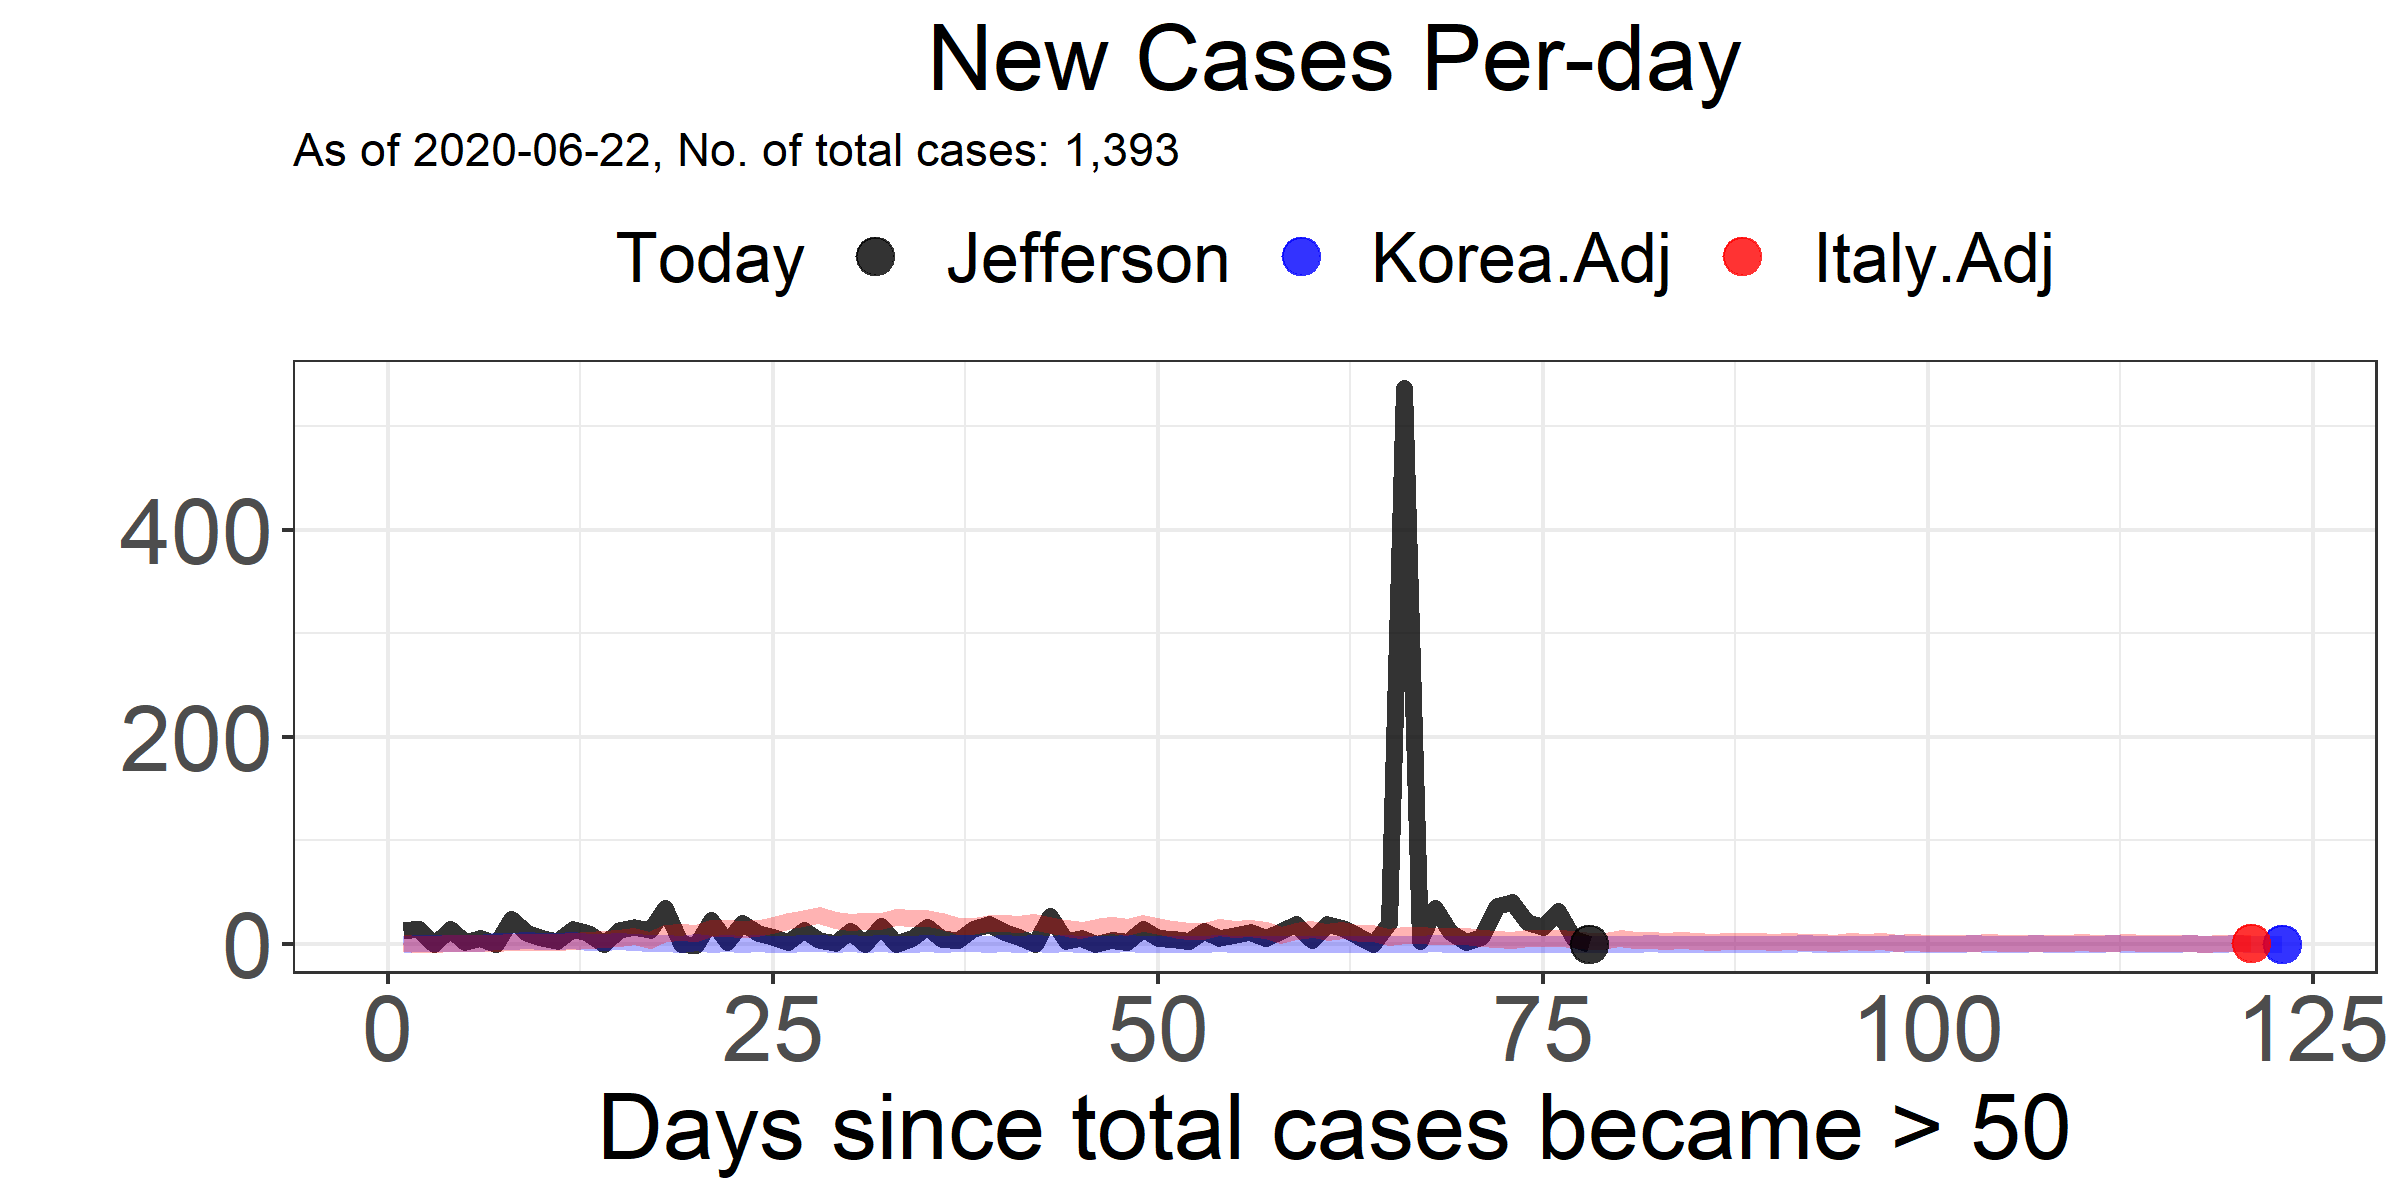 New Cases Per-day
As of 2020-06-22, No. of total cases: 1,393
Today Jefferson Korea.Adj Italy.Adj
400
200
0
0 25 50 75 100 125
Days since total cases became > 50